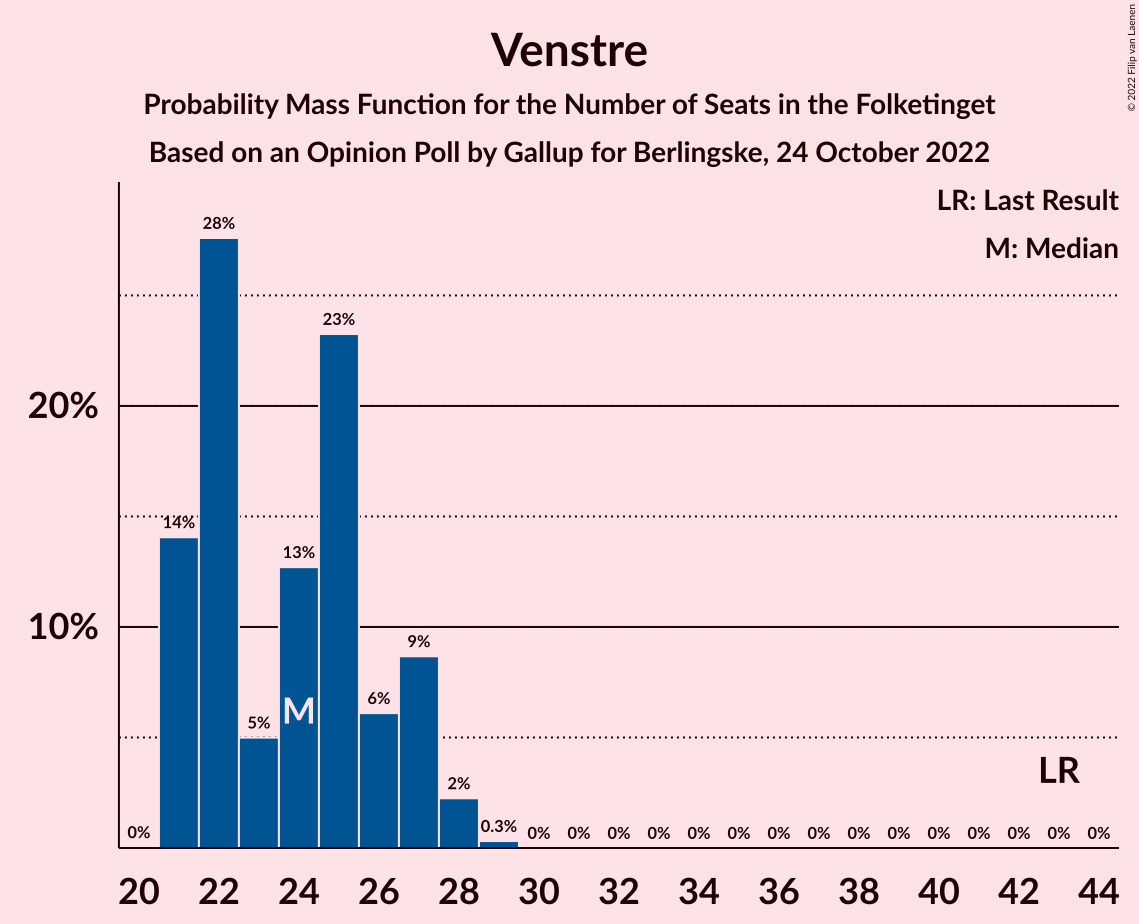 Venstre
Probability Mass Function for the Number of Seats in the Folketinget
Based on an Opinion Poll by Gallup for Berlingske, 24 October 2022
© 2022 Filip van Laenen
LR: Last Result
M: Median
28%
23%
20%
14%
13%
10%
9%
6%
M
5%
LR
2%
0.3%
0% 0% 0% 0% 0% 0% 0% 0% 0% 0% 0% 0% 0% 0% 0% 0%
20 22 24 26 28 30 32 34 36 38 40 42 44